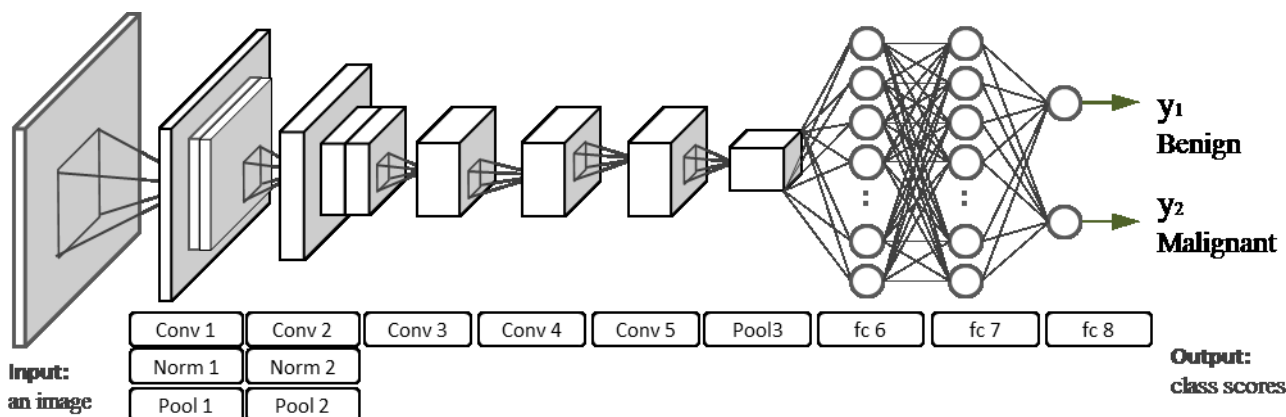 y1
Benign
y2
Malignant
Conv 1 Conv 2 Conv 3 Conv 4 Conv 5 Pool3 fc 6 fc 7 fc 8
Norm 1 Norm 2
Pool 1 Pool 2
Input:
an image
Output:
class scores